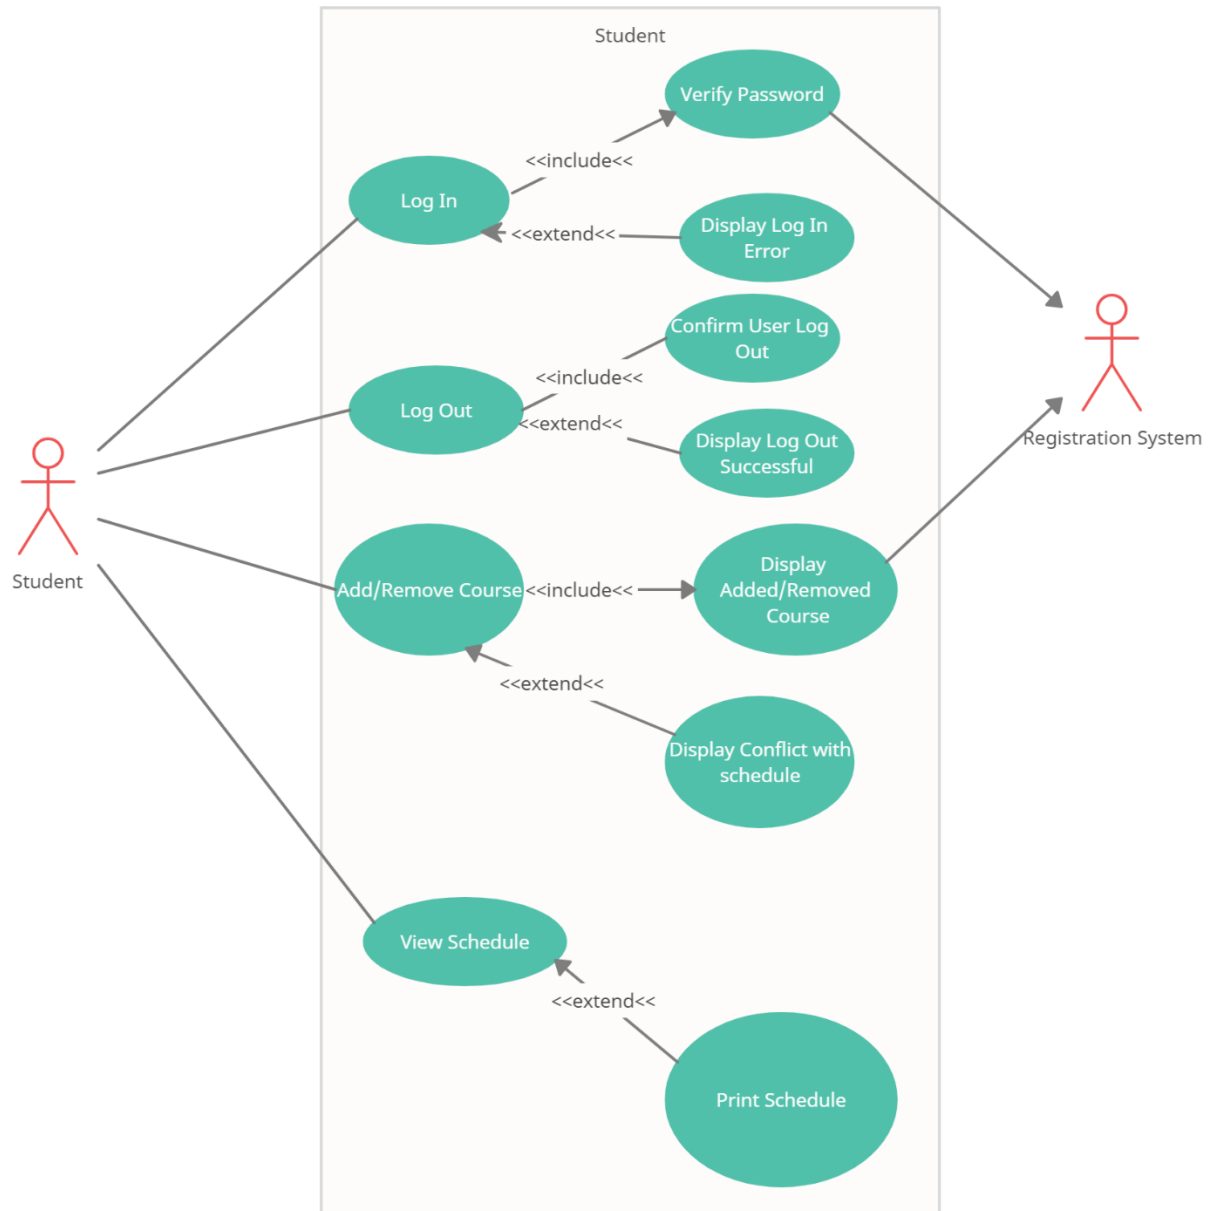 Student
Verify Password
<<include<<
Log In
Display Log In
Error
<<extend<<
Confirm User Log
Out
<<include<<
Log Out
<<extend<<
Display Log Out
Successful
Registration System
Student
Add/Remove Course
<<include<<
Display
Added/Removed
Course
<<extend<<
Display Conflict with
schedule
View Schedule
<<extend<<
Print Schedule